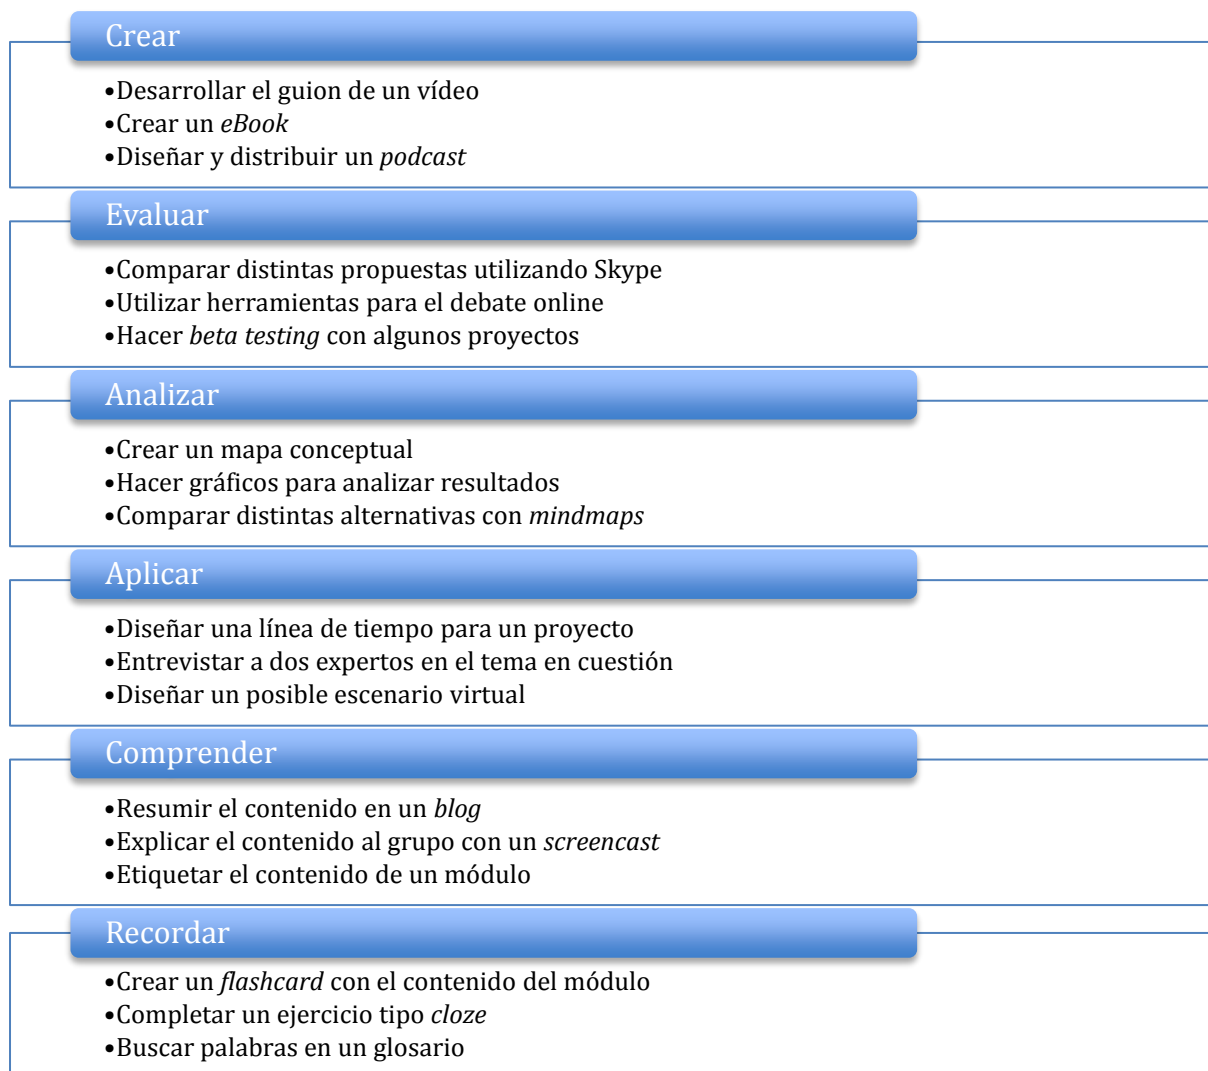 Crear
•Desarrollar el guion de un vídeo
•Crear un eBook
•Diseñar y distribuir un podcast
Evaluar
•Comparar distintas propuestas utilizando Skype
•Utilizar herramientas para el debate online
•Hacer beta testing con algunos proyectos
Analizar
•Crear un mapa conceptual
•Hacer gráficos para analizar resultados
•Comparar distintas alternativas con mindmaps
Aplicar
•Diseñar una línea de tiempo para un proyecto
•Entrevistar a dos expertos en el tema en cuestión
•Diseñar un posible escenario virtual
Comprender
•Resumir el contenido en un blog
•Explicar el contenido al grupo con un screencast
•Etiquetar el contenido de un módulo
Recordar
•Crear un flashcard con el contenido del módulo
•Completar un ejercicio tipo cloze
•Buscar palabras en un glosario